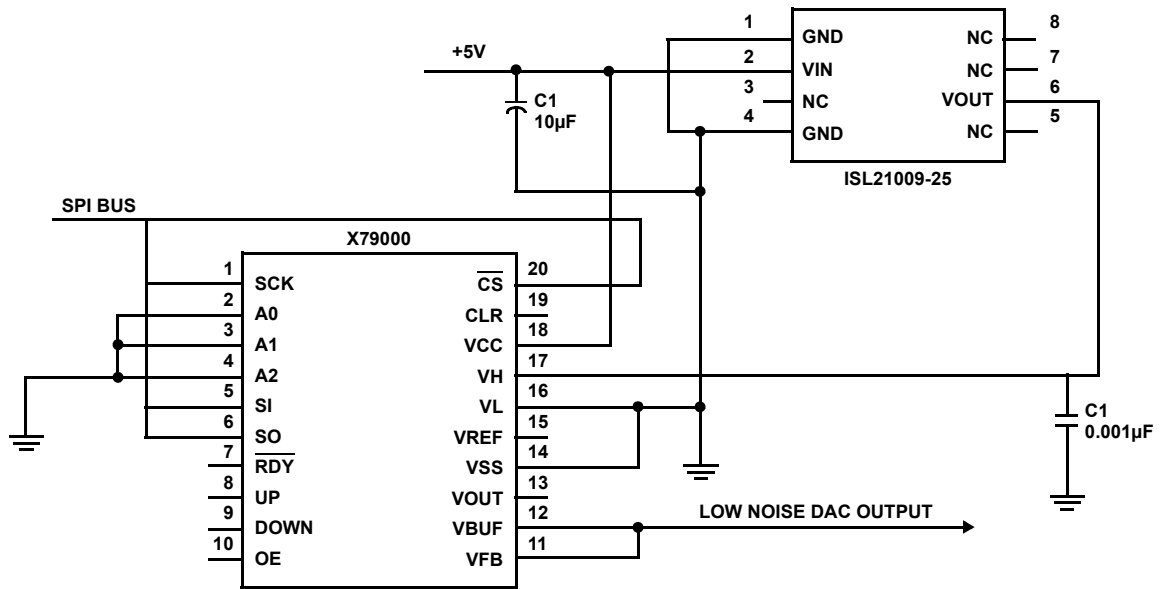 +5V
C1
10µF
1
GND
2
VIN
3
NC
4
GND
NC
8
NC
7
VOUT
6
NC
5
ISL21009-25
SPI BUS
X79000
1
SCK
2
A0
3
A1
4
A2
5
SI
6
SO
7
RDY
8
UP
9
DOWN
10
OE
CS
20
CLR
19
VCC
18
VH
17
VL
16
VREF
15
VSS
14
VOUT
13
VBUF
12
VFB
11
C1
0.001µF
LOW NOISE DAC OUTPUT